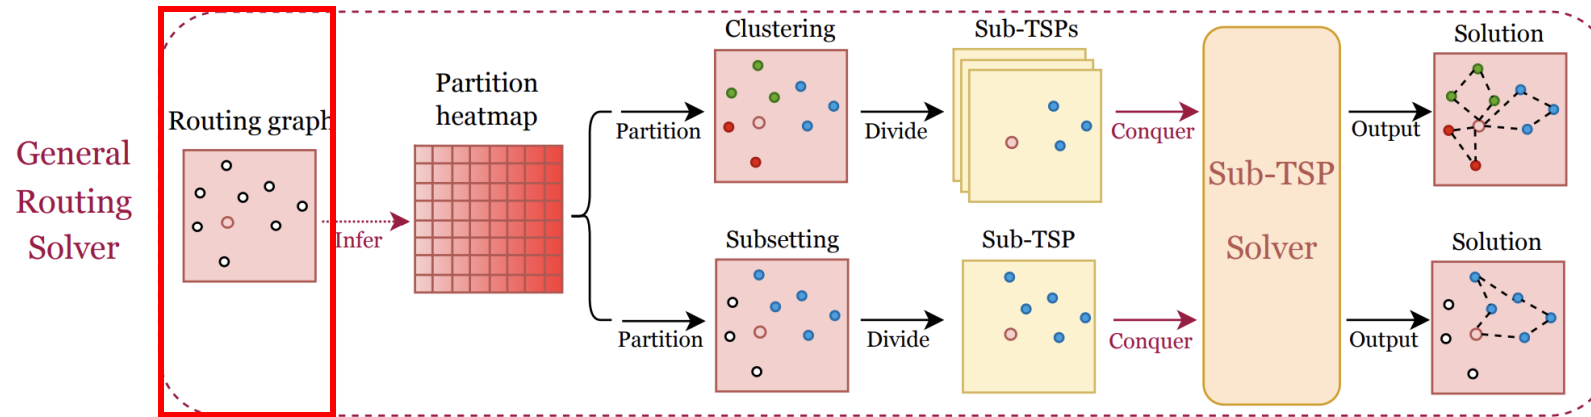 General
Routing
Solver
Routing graph
Infer
Partition
heatmap
Partition
Clustering
Divide
Sub-TSPs
Conquer
Sub-TSP
Solver
Output
Solution
Partition
Subsetting
Divide
Sub-TSP
Conquer
Output
Solution